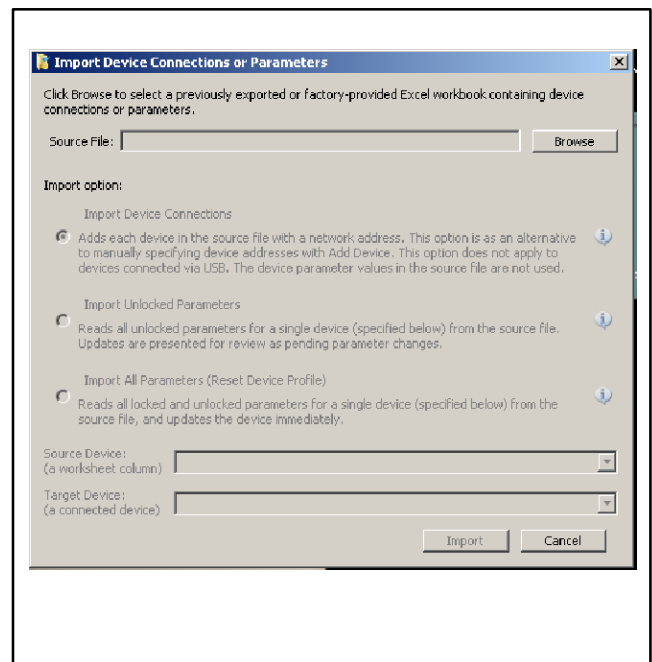 Import Device Connections or Parameters
Click Browse to select a previously exported or factory-provided Excel workbook containing device
connections or parameters.
Source File:
Browse
Import option:
Import Device Connections
Adds each device in the source file with a network address. This option is as an alternative
to manually specifying device addresses with Add Device. This option does not apply to
devices connected via USB. The device parameter values in the source file are not used.
Import Unlocked Parameters
Reads all unlocked parameters for a single device (specified below) from the source file.
Updates are presented for review as pending parameter changes.
Import All Parameters (Reset Device Profile)
Reads all locked and unlocked parameters for a single device (specified below) from the
source file, and updates the device immediately.
Source Device:
(a worksheet column)
Target Device:
(a connected device)
Import Cancel